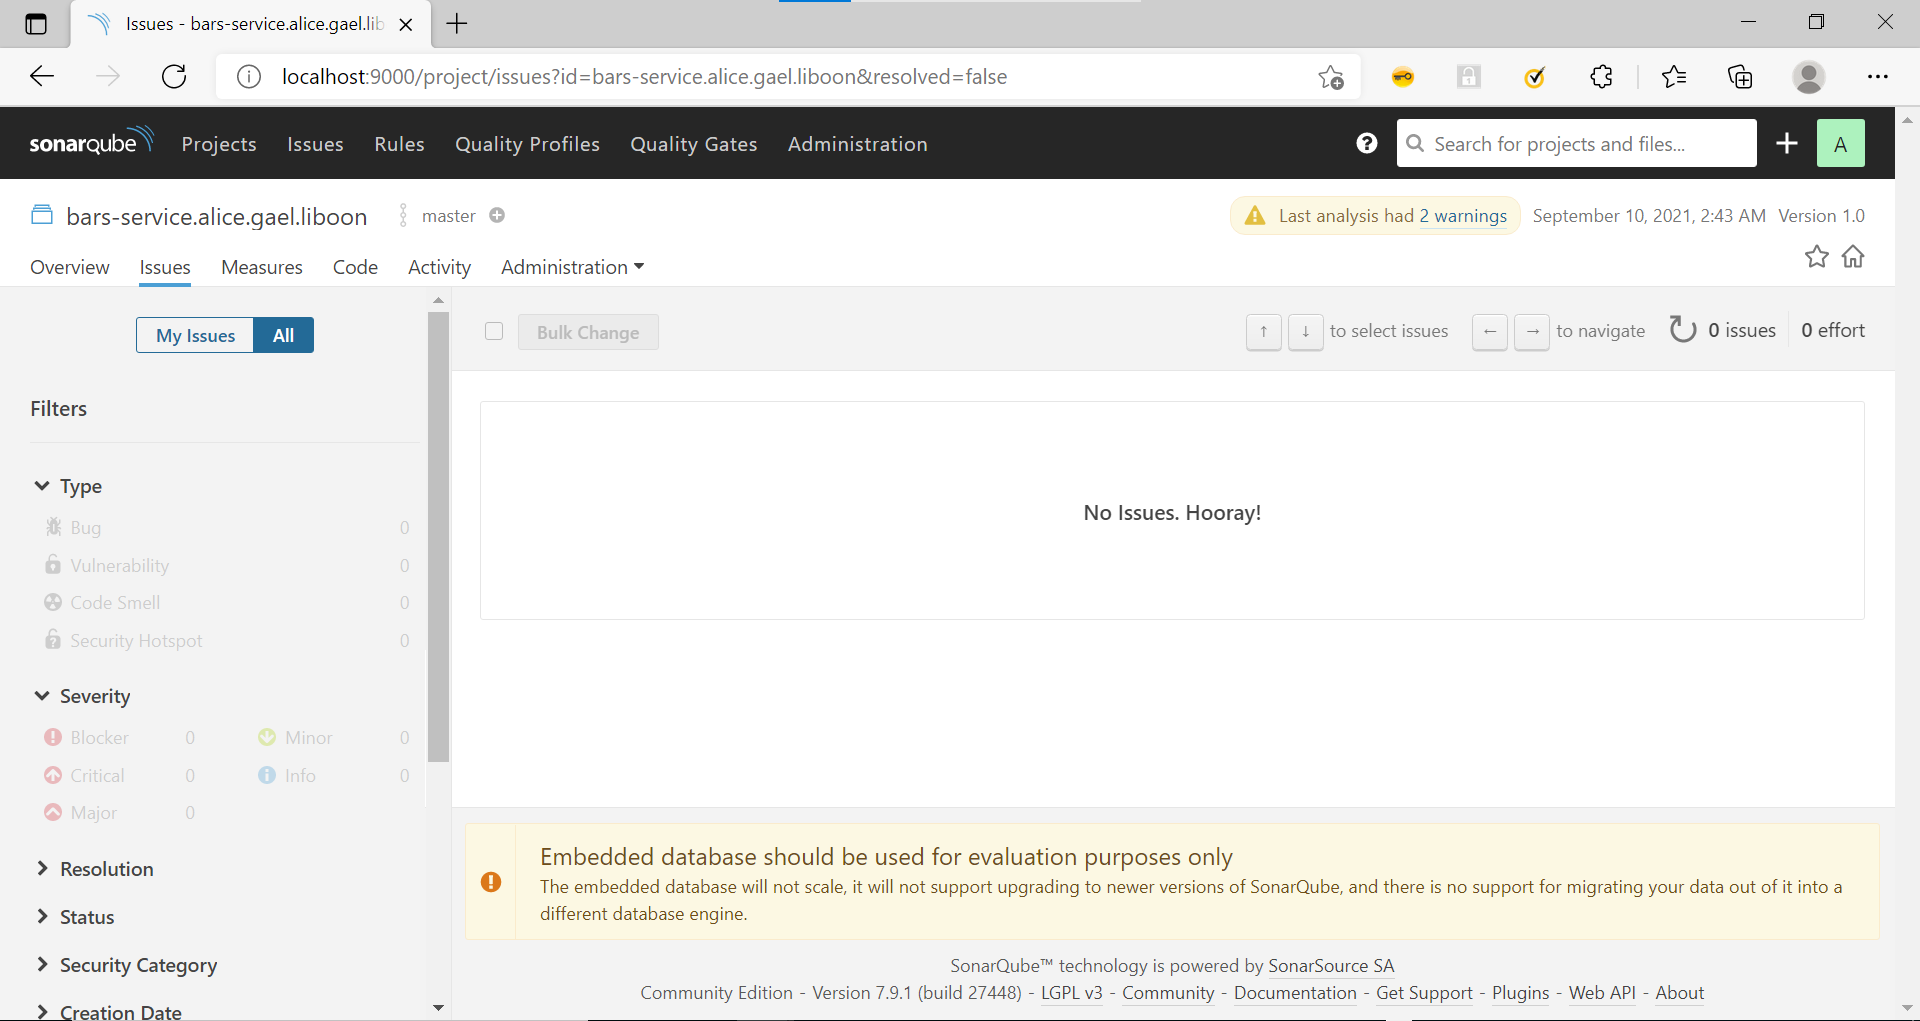 Issues - bars-service.alice.gael.lib
localhost:9000/project/issues?id=bars-service.alice.gael.liboon&resolved=false
sonarqube Projects Issues Rules Quality Profiles Quality Gates Administration ? Search for projects and files... A
bars-service.alice.gael.liboon master Last analysis had 2 warnings September 10, 2021, 2:43 AM Version 1.0
Overview Issues Measures Code Activity Administration
My Issues All
Bulk Change ↑ ↓ to select issues ← → to navigate 0 issues 0 effort
Filters
Type
Bug 0
Vulnerability 0
Code Smell 0
Security Hotspot 0
Severity
Blocker 0 Minor 0
Critical 0 Info 0
Major 0
Resolution
Status
Security Category
Creation Date
No Issues. Hooray!
Embedded database should be used for evaluation purposes only
The embedded database will not scale, it will not support upgrading to newer versions of SonarQube, and there is no support for migrating your data out of it into a
different database engine.
SonarQube™ technology is powered by SonarSource SA
Community Edition - Version 7.9.1 (build 27448) - LGPL v3 - Community - Documentation - Get Support - Plugins - Web API - About